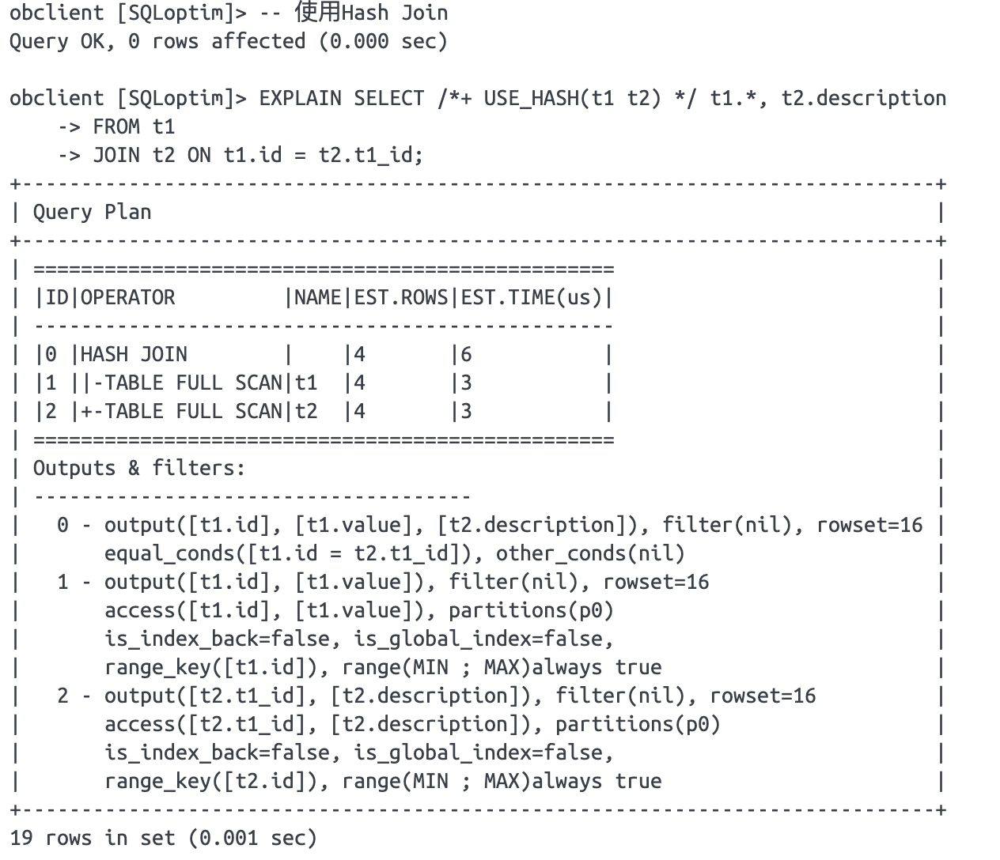 obclient [SQLoptim]> -- 使用Hash Join
Query OK, 0 rows affected (0.000 sec)

obclient [SQLoptim]> EXPLAIN SELECT /*+ USE_HASH(t1 t2) */ t1.*, t2.description
    -> FROM t1
    -> JOIN t2 ON t1.id = t2.t1_id;
+-----------------------------------------------------------------------------+
| Query Plan                                                                  |
+-----------------------------------------------------------------------------+
| =================================================                           |
| |ID|OPERATOR         |NAME|EST.ROWS|EST.TIME(us)|                           |
| -------------------------------------------------                           |
| |0 |HASH JOIN        |    |4       |6           |                           |
| |1 ||-TABLE FULL SCAN|t1  |4       |3           |                           |
| |2 |+-TABLE FULL SCAN|t2  |4       |3           |                           |
| =================================================                           |
| Outputs & filters:                                                          |
| -------------------------------------                                       |
|   0 - output([t1.id], [t1.value], [t2.description]), filter(nil), rowset=16 |
|       equal_conds([t1.id = t2.t1_id]), other_conds(nil)                     |
|   1 - output([t1.id], [t1.value]), filter(nil), rowset=16                   |
|       access([t1.id], [t1.value]), partitions(p0)                           |
|       is_index_back=false, is_global_index=false,                           |
|       range_key([t1.id]), range(MIN ; MAX)always true                       |
|   2 - output([t2.t1_id], [t2.description]), filter(nil), rowset=16          |
|       access([t2.t1_id], [t2.description]), partitions(p0)                  |
|       is_index_back=false, is_global_index=false,                           |
|       range_key([t2.id]), range(MIN ; MAX)always true                       |
+-----------------------------------------------------------------------------+
19 rows in set (0.001 sec)